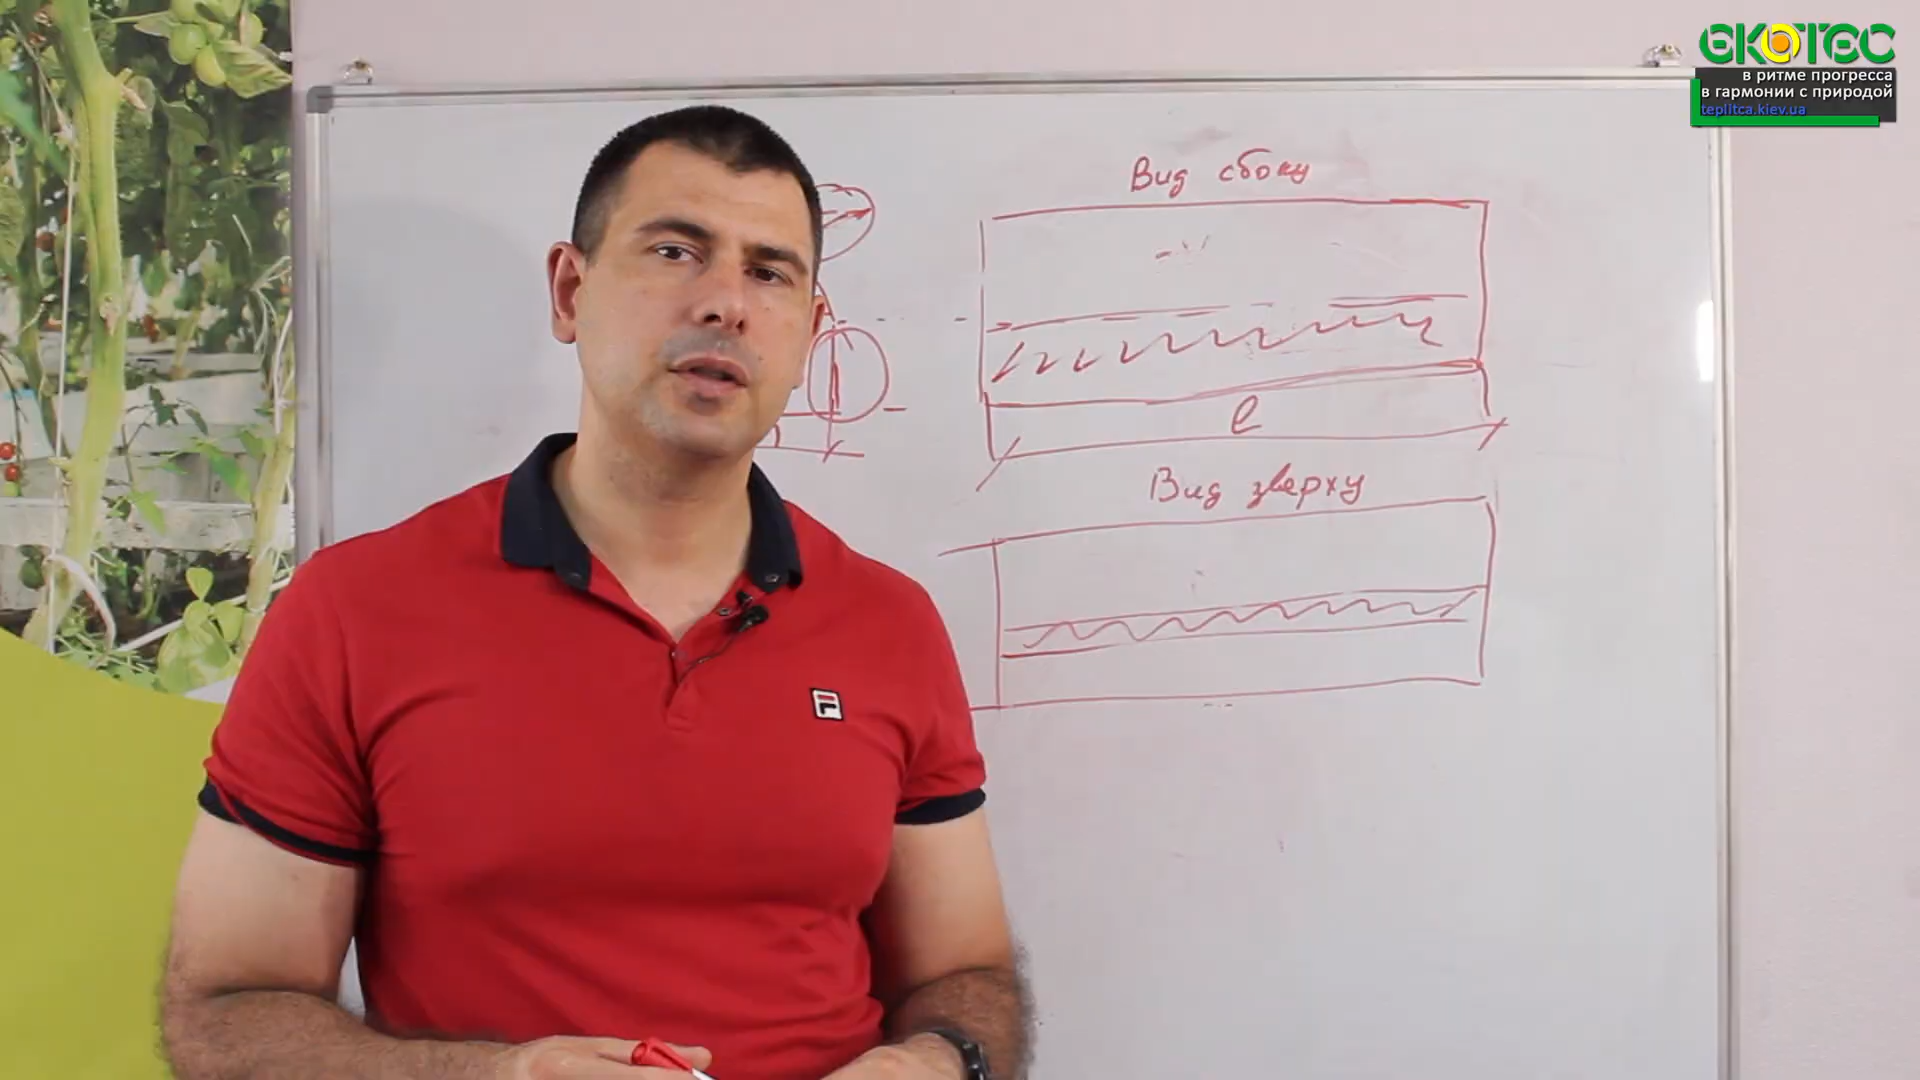 ЕКОТЕС
в ритме прогресса
в гармонии с природой
teplitca.kiev.ua
Вид сбоку
l
Вид зверху
F